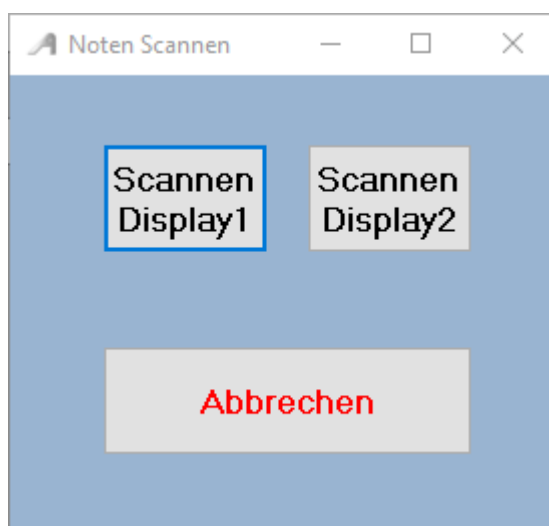 Noten Scannen
Scannen
Display1
Scannen
Display2
Abbrechen